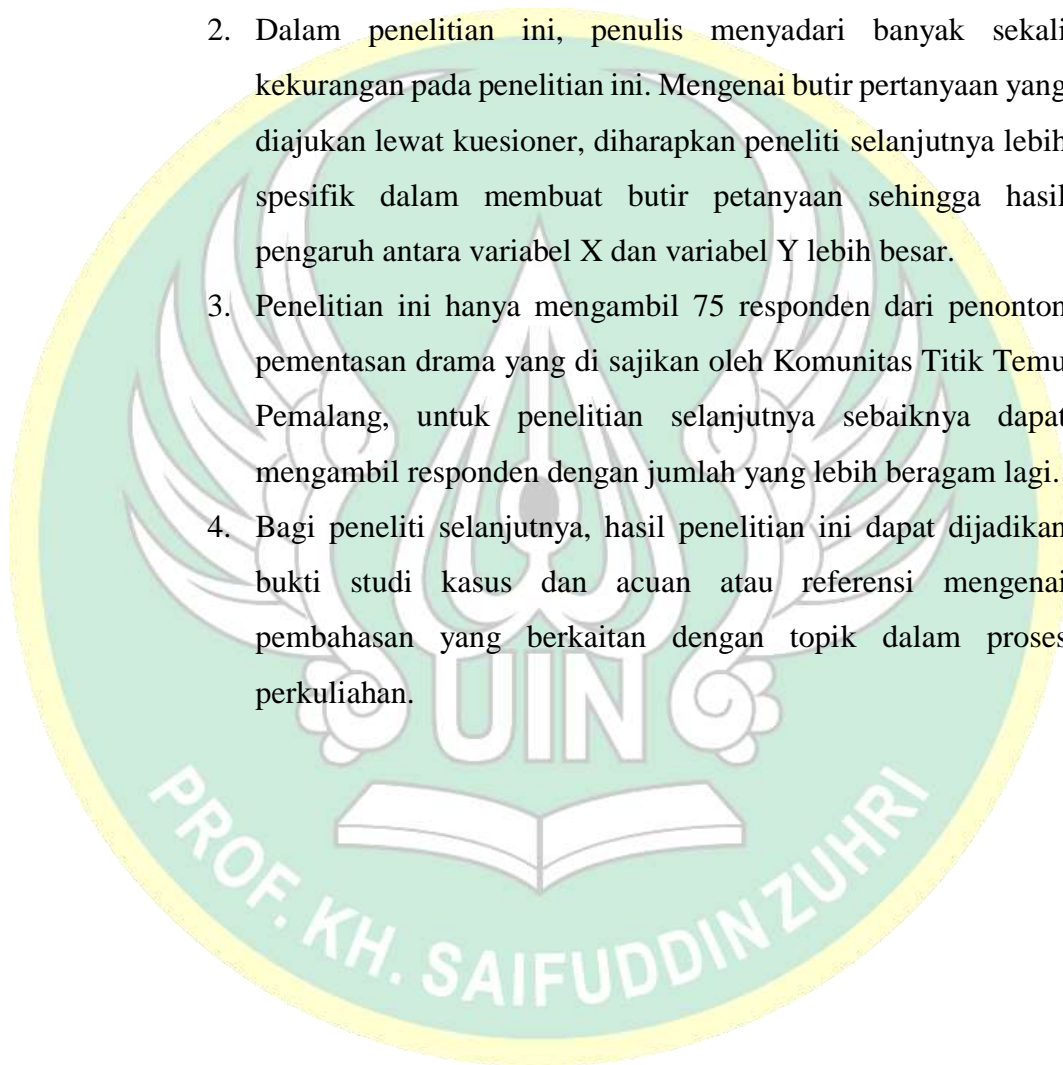 2. Dalam penelitian ini, penulis menyadari banyak sekali
kekurangan pada penelitian ini. Mengenai butir pertanyaan yang
diajukan lewat kuesioner, diharapkan peneliti selanjutnya lebih
spesifik dalam membuat butir petanyaan sehingga hasil
pengaruh antara variabel X dan variabel Y lebih besar.
3. Penelitian ini hanya mengambil 75 responden dari penonton
pementasan drama yang di sajikan oleh Komunitas Titik Temu
Pemalang, untuk penelitian selanjutnya sebaiknya dapat
mengambil responden dengan jumlah yang lebih beragam lagi.
4. Bagi peneliti selanjutnya, hasil penelitian ini dapat dijadikan
bukti studi kasus dan acuan atau referensi mengenai
pembahasan yang berkaitan dengan topik dalam proses
perkuliahan.
UIN
PROF. KH. SAIFUDDIN ZUHRI